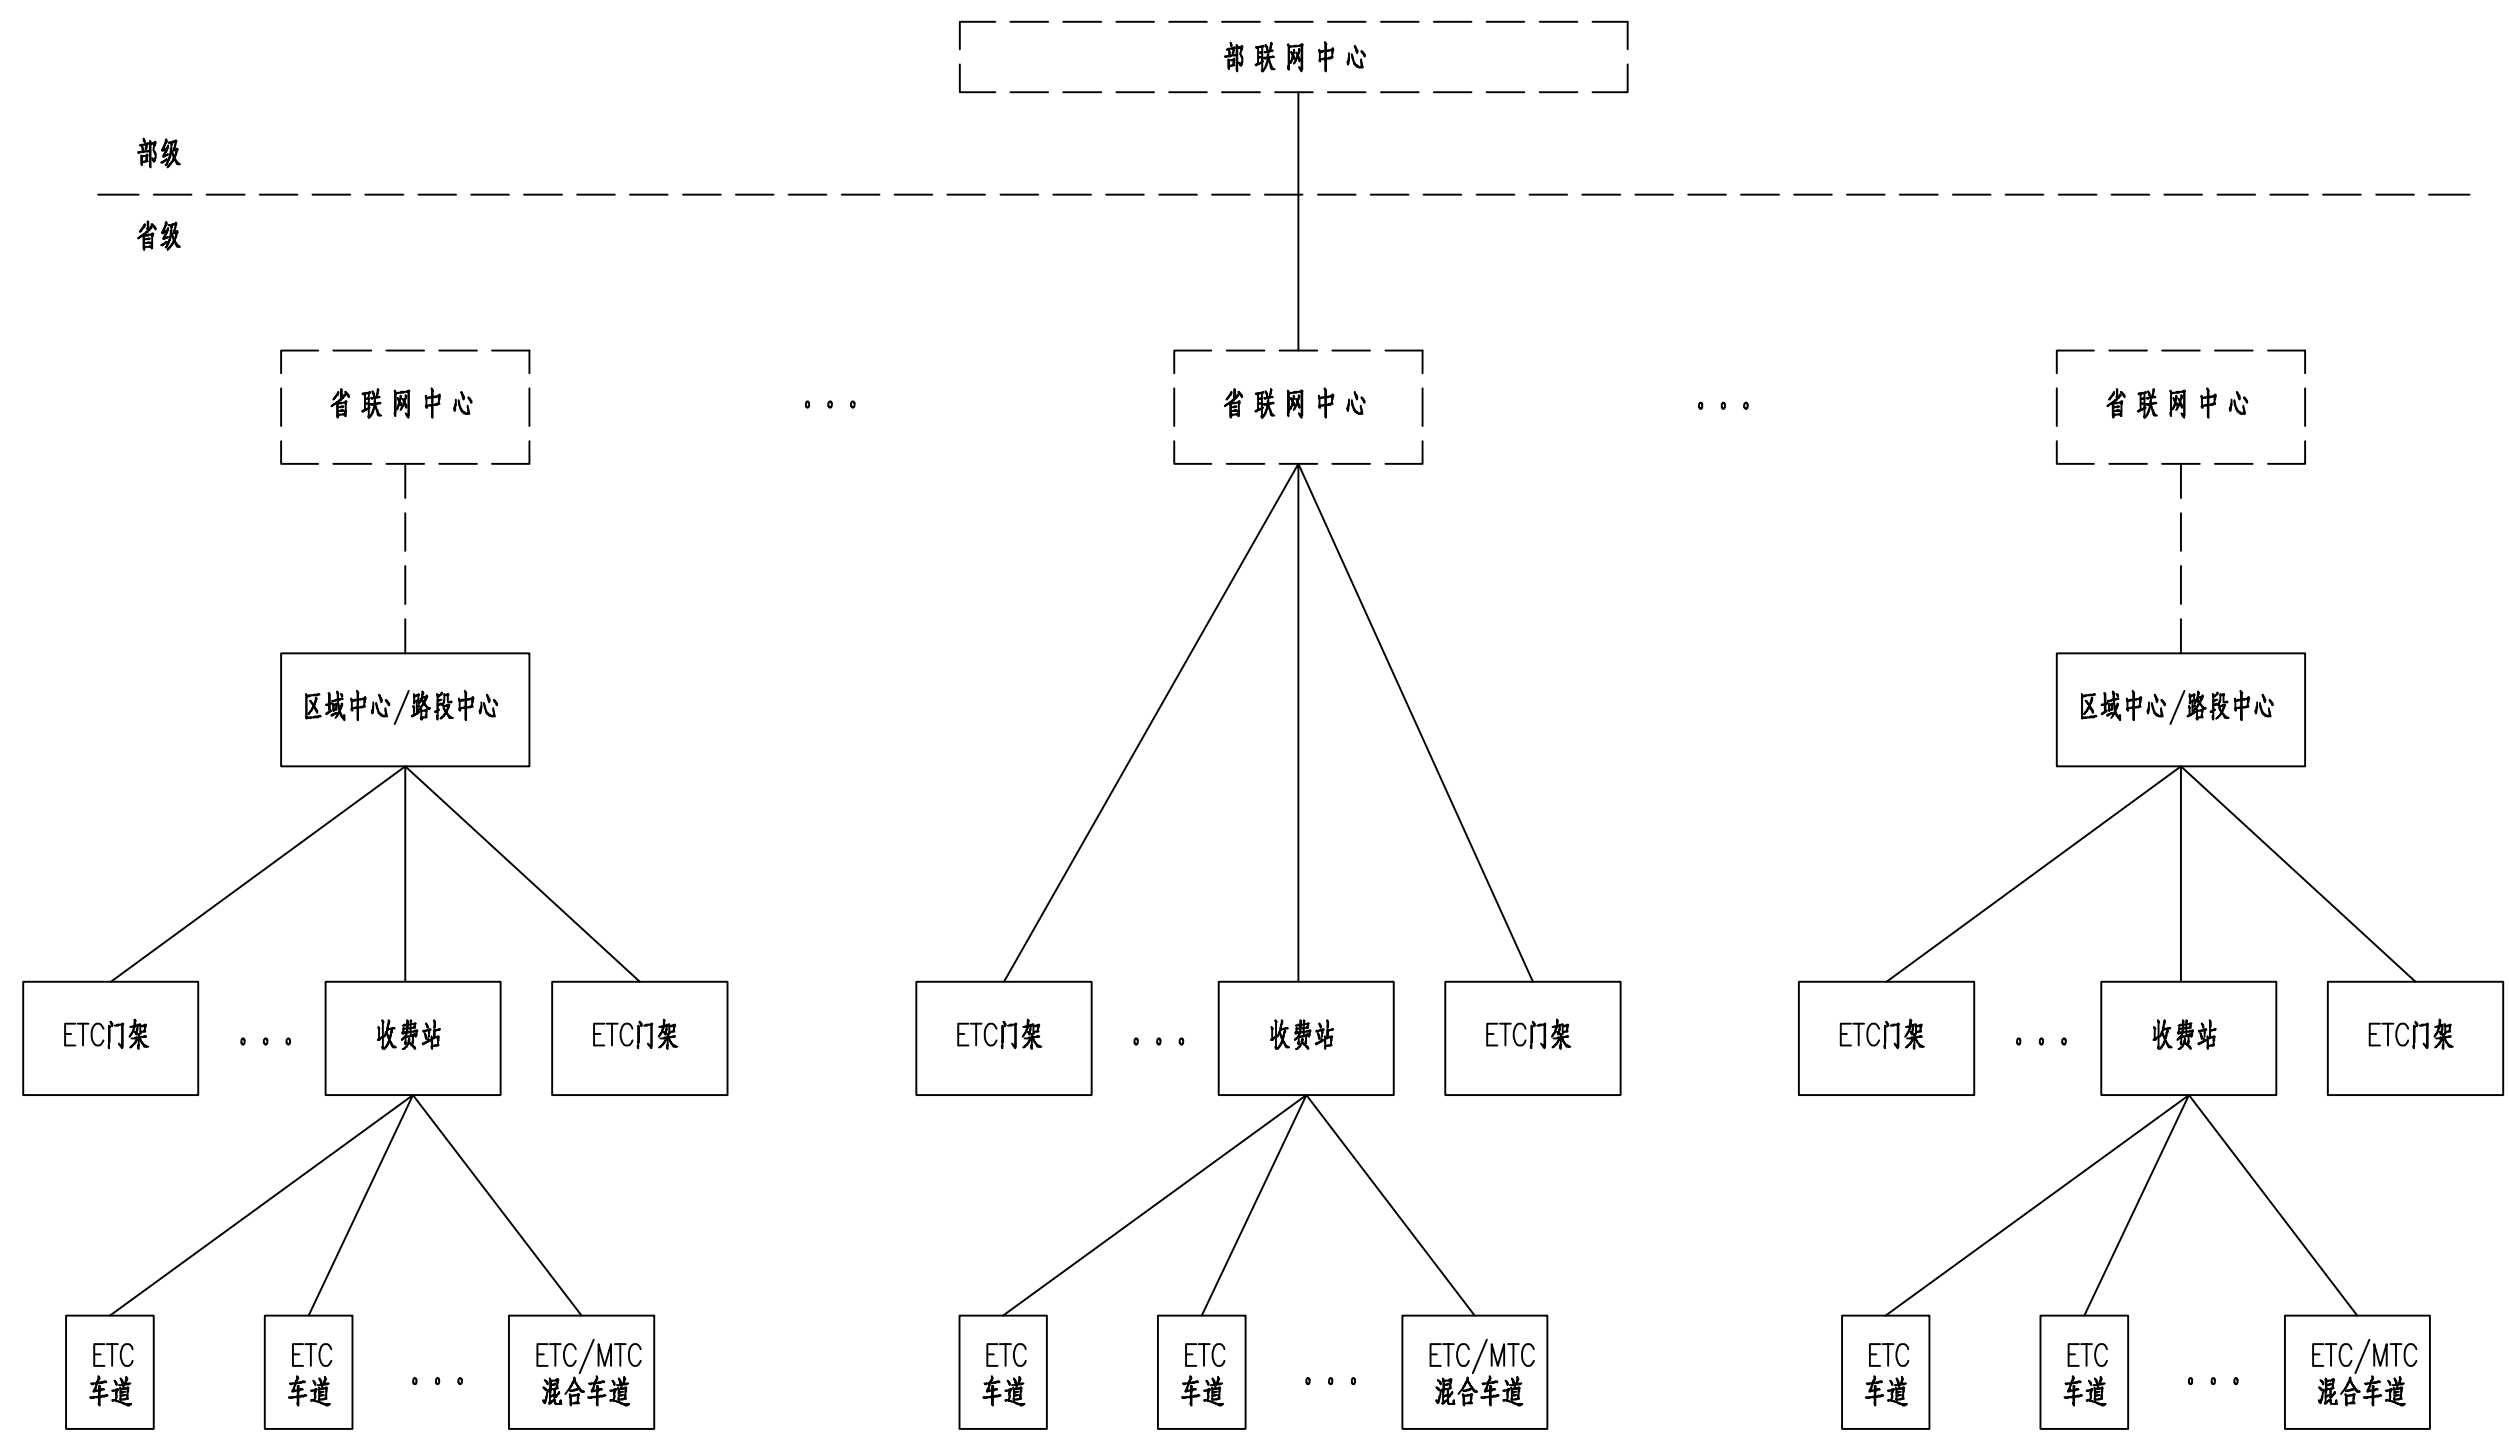 部联网中心
部级
省级
省联网中心
。。。
省联网中心
。。。
省联网中心
区域中心/路段中心
区域中心/路段中心
ETC门架
。。。
收费站
ETC门架
ETC门架
。。。
收费站
ETC门架
ETC门架
。。。
收费站
ETC门架
ETC
车道
ETC
车道
。。。
ETC/MTC
混合车道
ETC
车道
ETC
车道
。。。
ETC/MTC
混合车道
ETC
车道
ETC
车道
。。。
ETC/MTC
混合车道